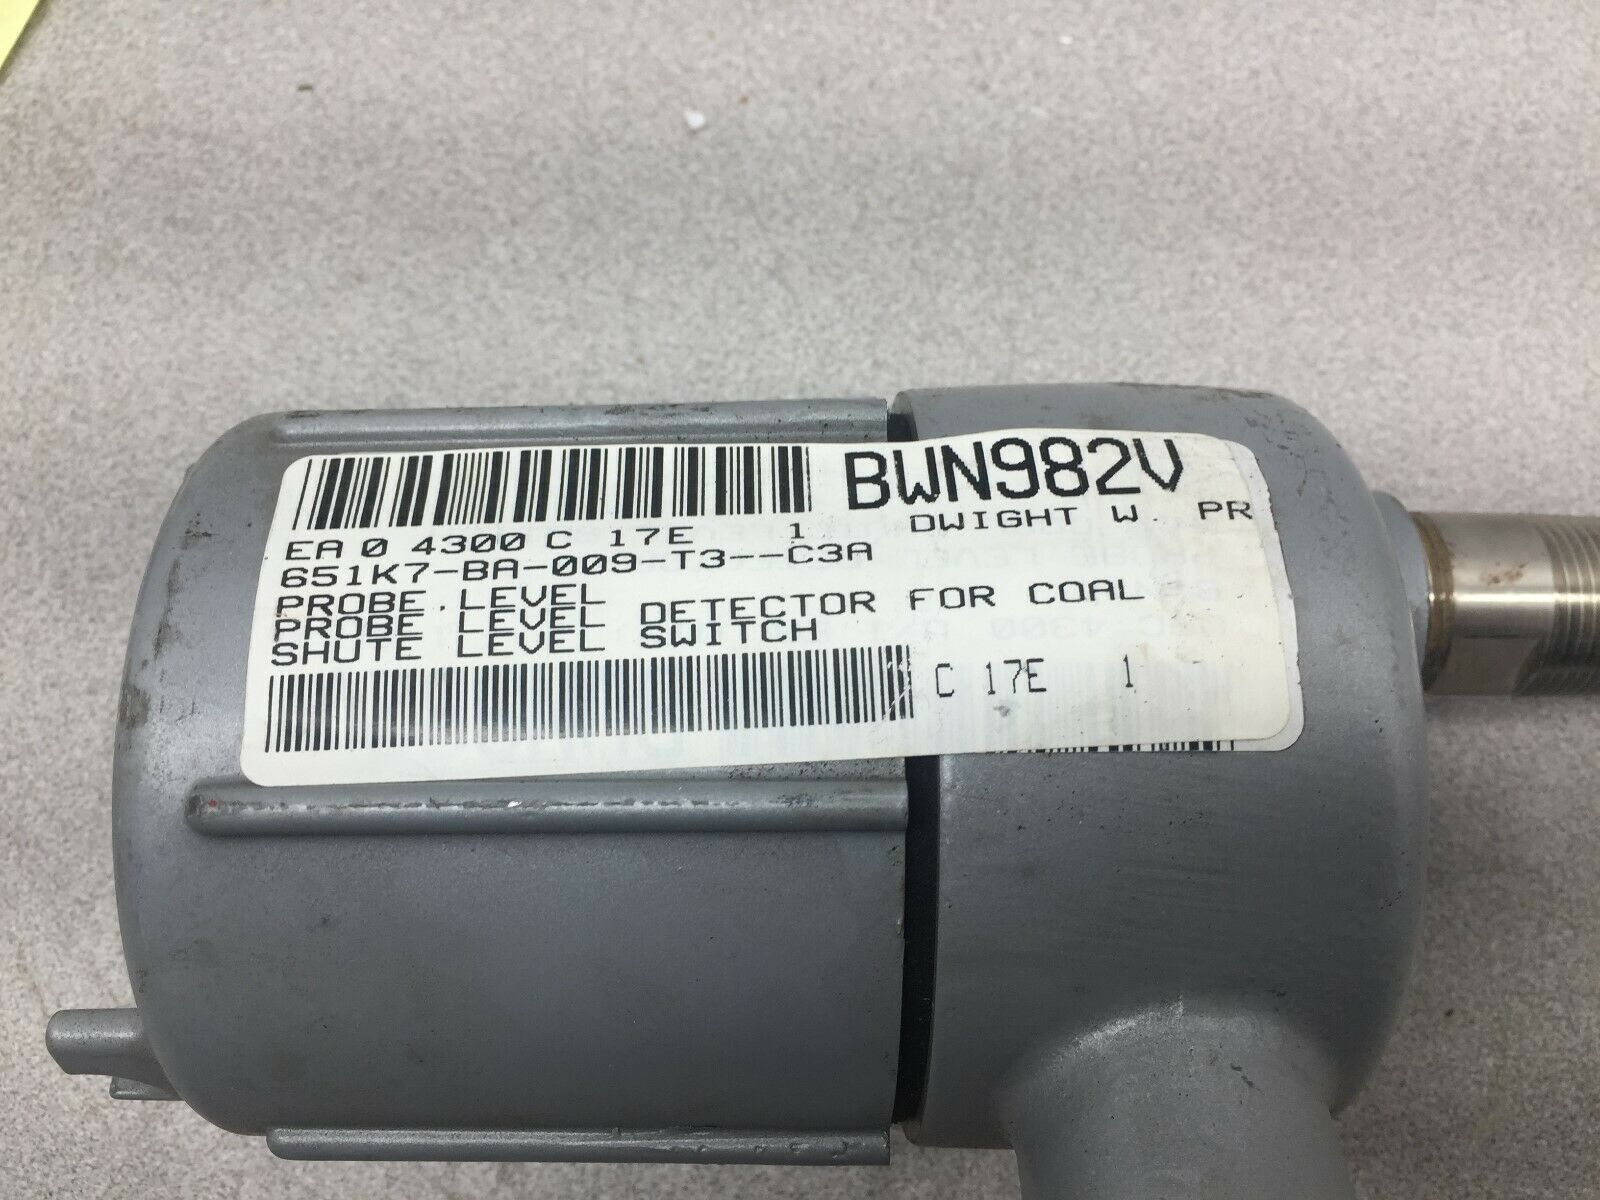 BWN982V
EA 0 4300 C 17E 1 DWIGHT W. PR
651K7-BA-009-T3--C3A
PROBE, LEVEL
PROBE LEVEL DETECTOR FOR COAL
SHUTE LEVEL SWITCH
C 17E 1